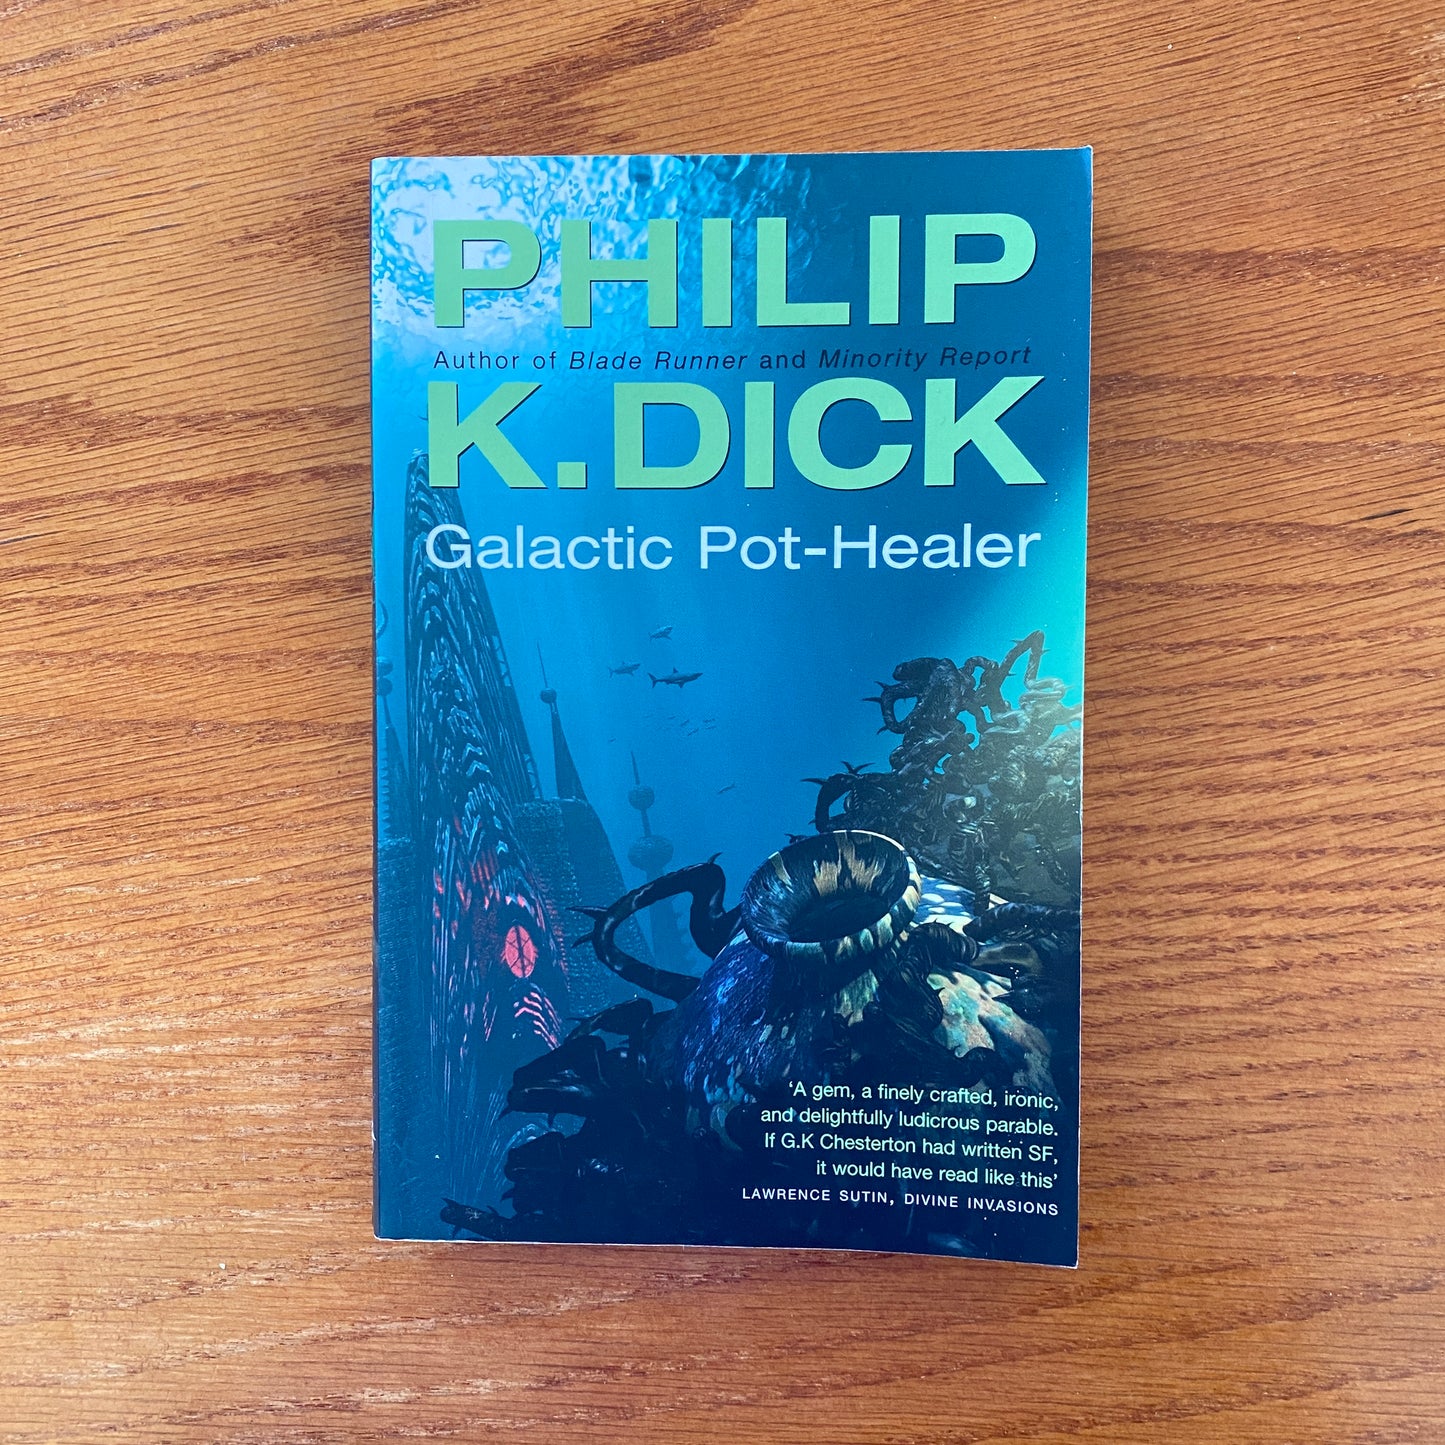 PHILIP
Author of Blade Runner and Minority Report
K.DICK
Galactic Pot-Healer
‘A gem, a finely crafted, ironic,
and delightfully ludicrous parable.
If G.K Chesterton had written SF,
it would have read like this’
LAWRENCE SUTIN, DIVINE INVASIONS